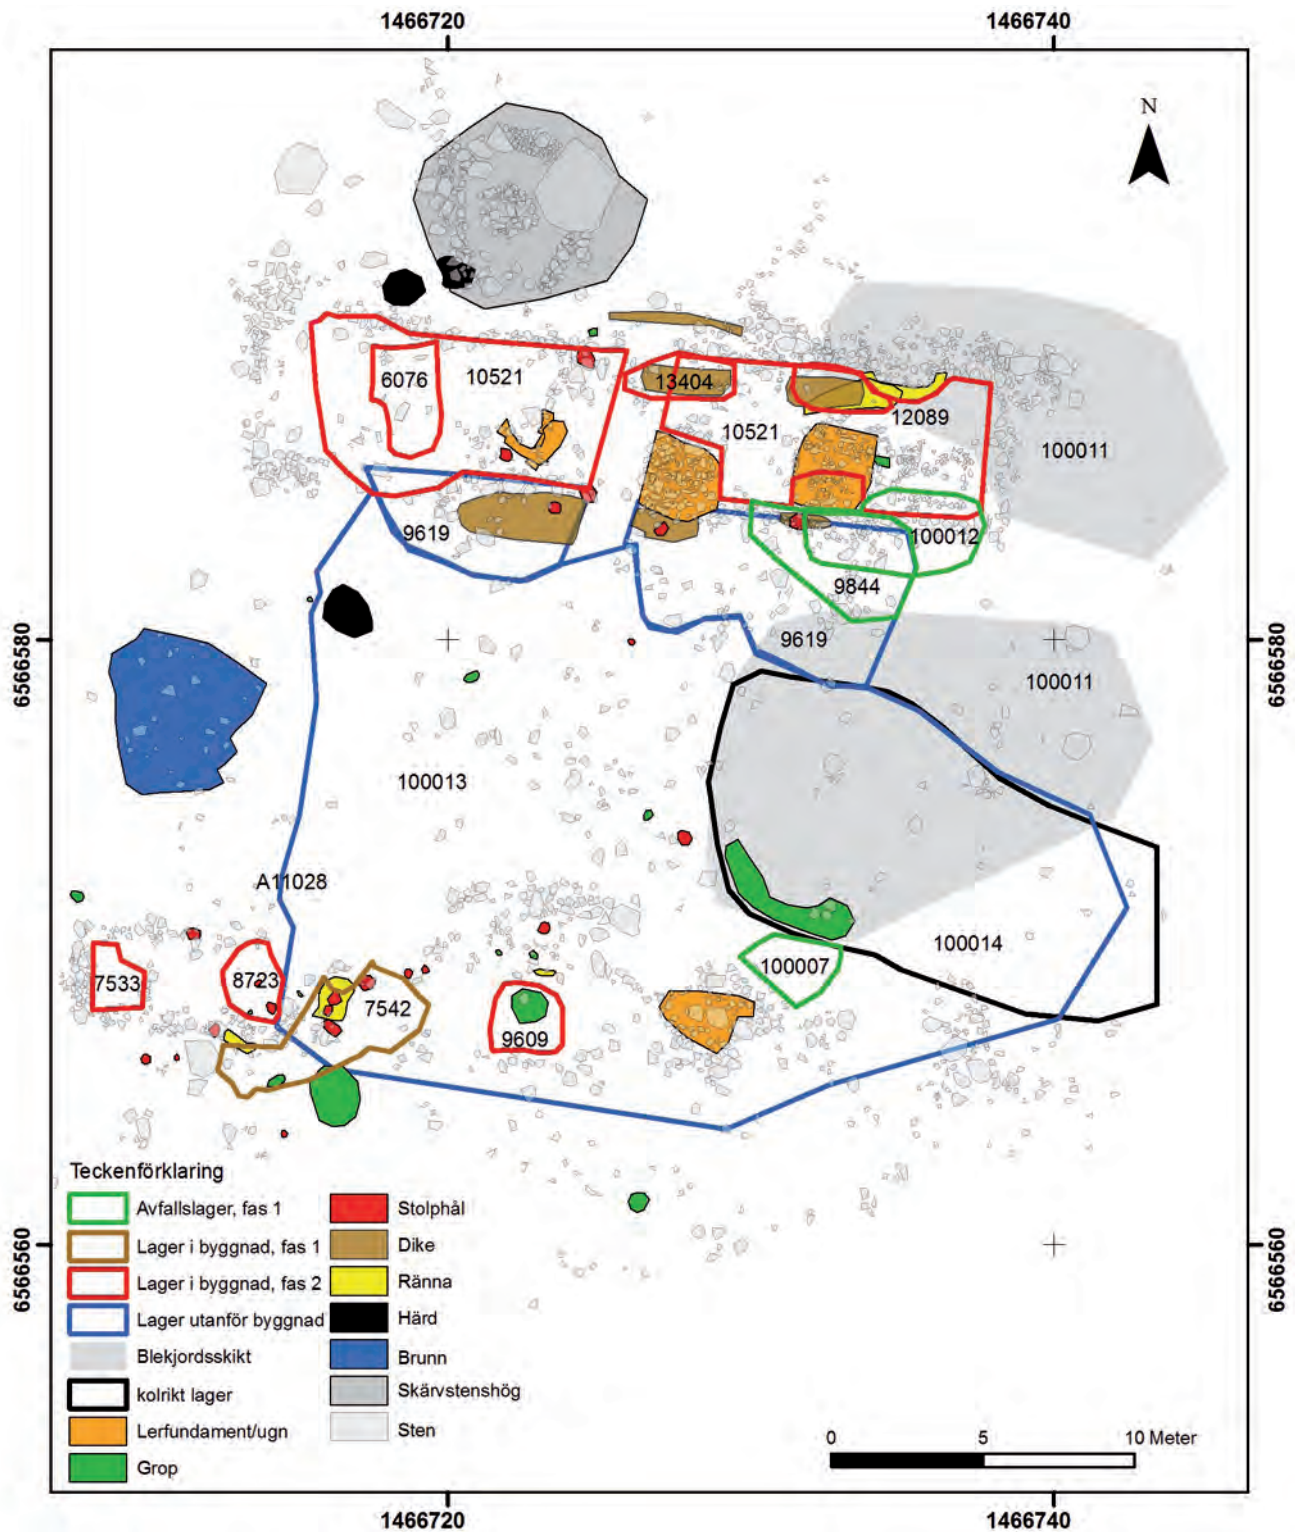 1466720 1466740
N
6076
10521
13404
12089
10521
100011
9619
100012
9844
6566580 6566580
9619
100011
100013
A11028
100014
100007
7533
8723
7542
9609
Teckenförklaring
Avfallslager, fas 1
Lager i byggnad, fas 1
Lager i byggnad, fas 2
Lager utanför byggnad
Blekjordsskikt
kolrikt lager
Lerfundament/ugn
Grop
Stolphål
Dike
Ränna
Härd
Brunn
Skärvstenshög
Sten
6566560 6566560
0 5 10 Meter
1466720 1466740